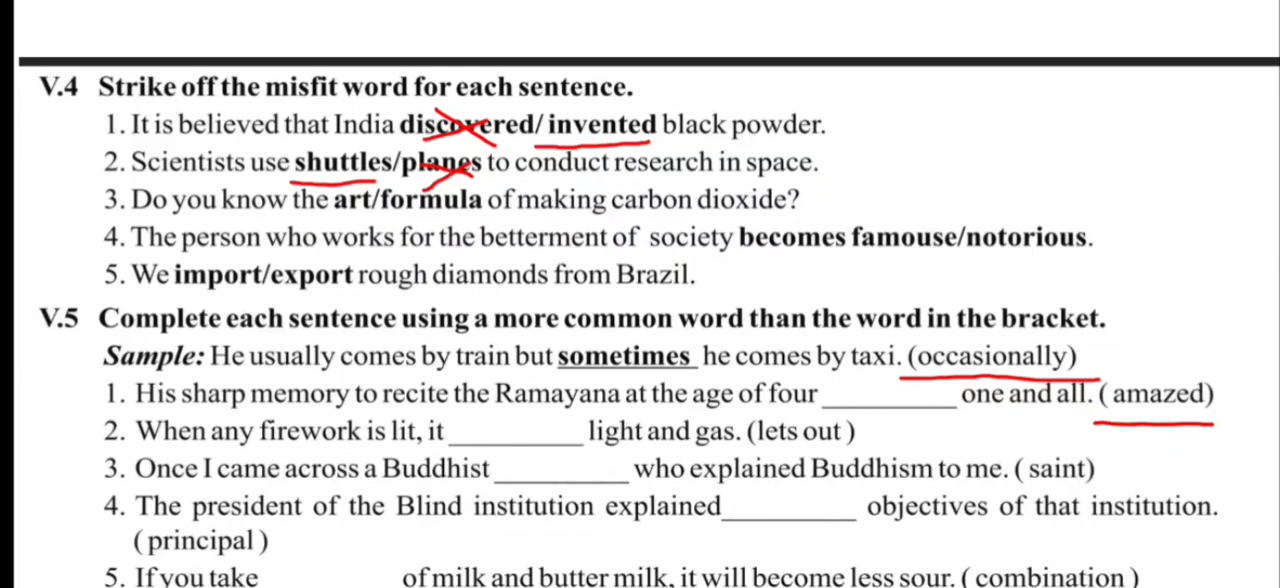 V.4 Strike off the misfit word for each sentence.
1. It is believed that India discovered/ invented black powder.
2. Scientists use shuttles/planes to conduct research in space.
3. Do you know the art/formula of making carbon dioxide?
4. The person who works for the betterment of society becomes famouse/notorious.
5. We import/export rough diamonds from Brazil.
V.5 Complete each sentence using a more common word than the word in the bracket.
Sample: He usually comes by train but sometimes he comes by taxi. (occasionally)
1. His sharp memory to recite the Ramayana at the age of four __________ one and all. ( amazed)
2. When any firework is lit, it __________ light and gas. (lets out )
3. Once I came across a Buddhist __________ who explained Buddhism to me. ( saint)
4. The president of the Blind institution explained __________ objectives of that institution.
( principal )
5. If you take of milk and butter milk, it will become less sour. ( combination )